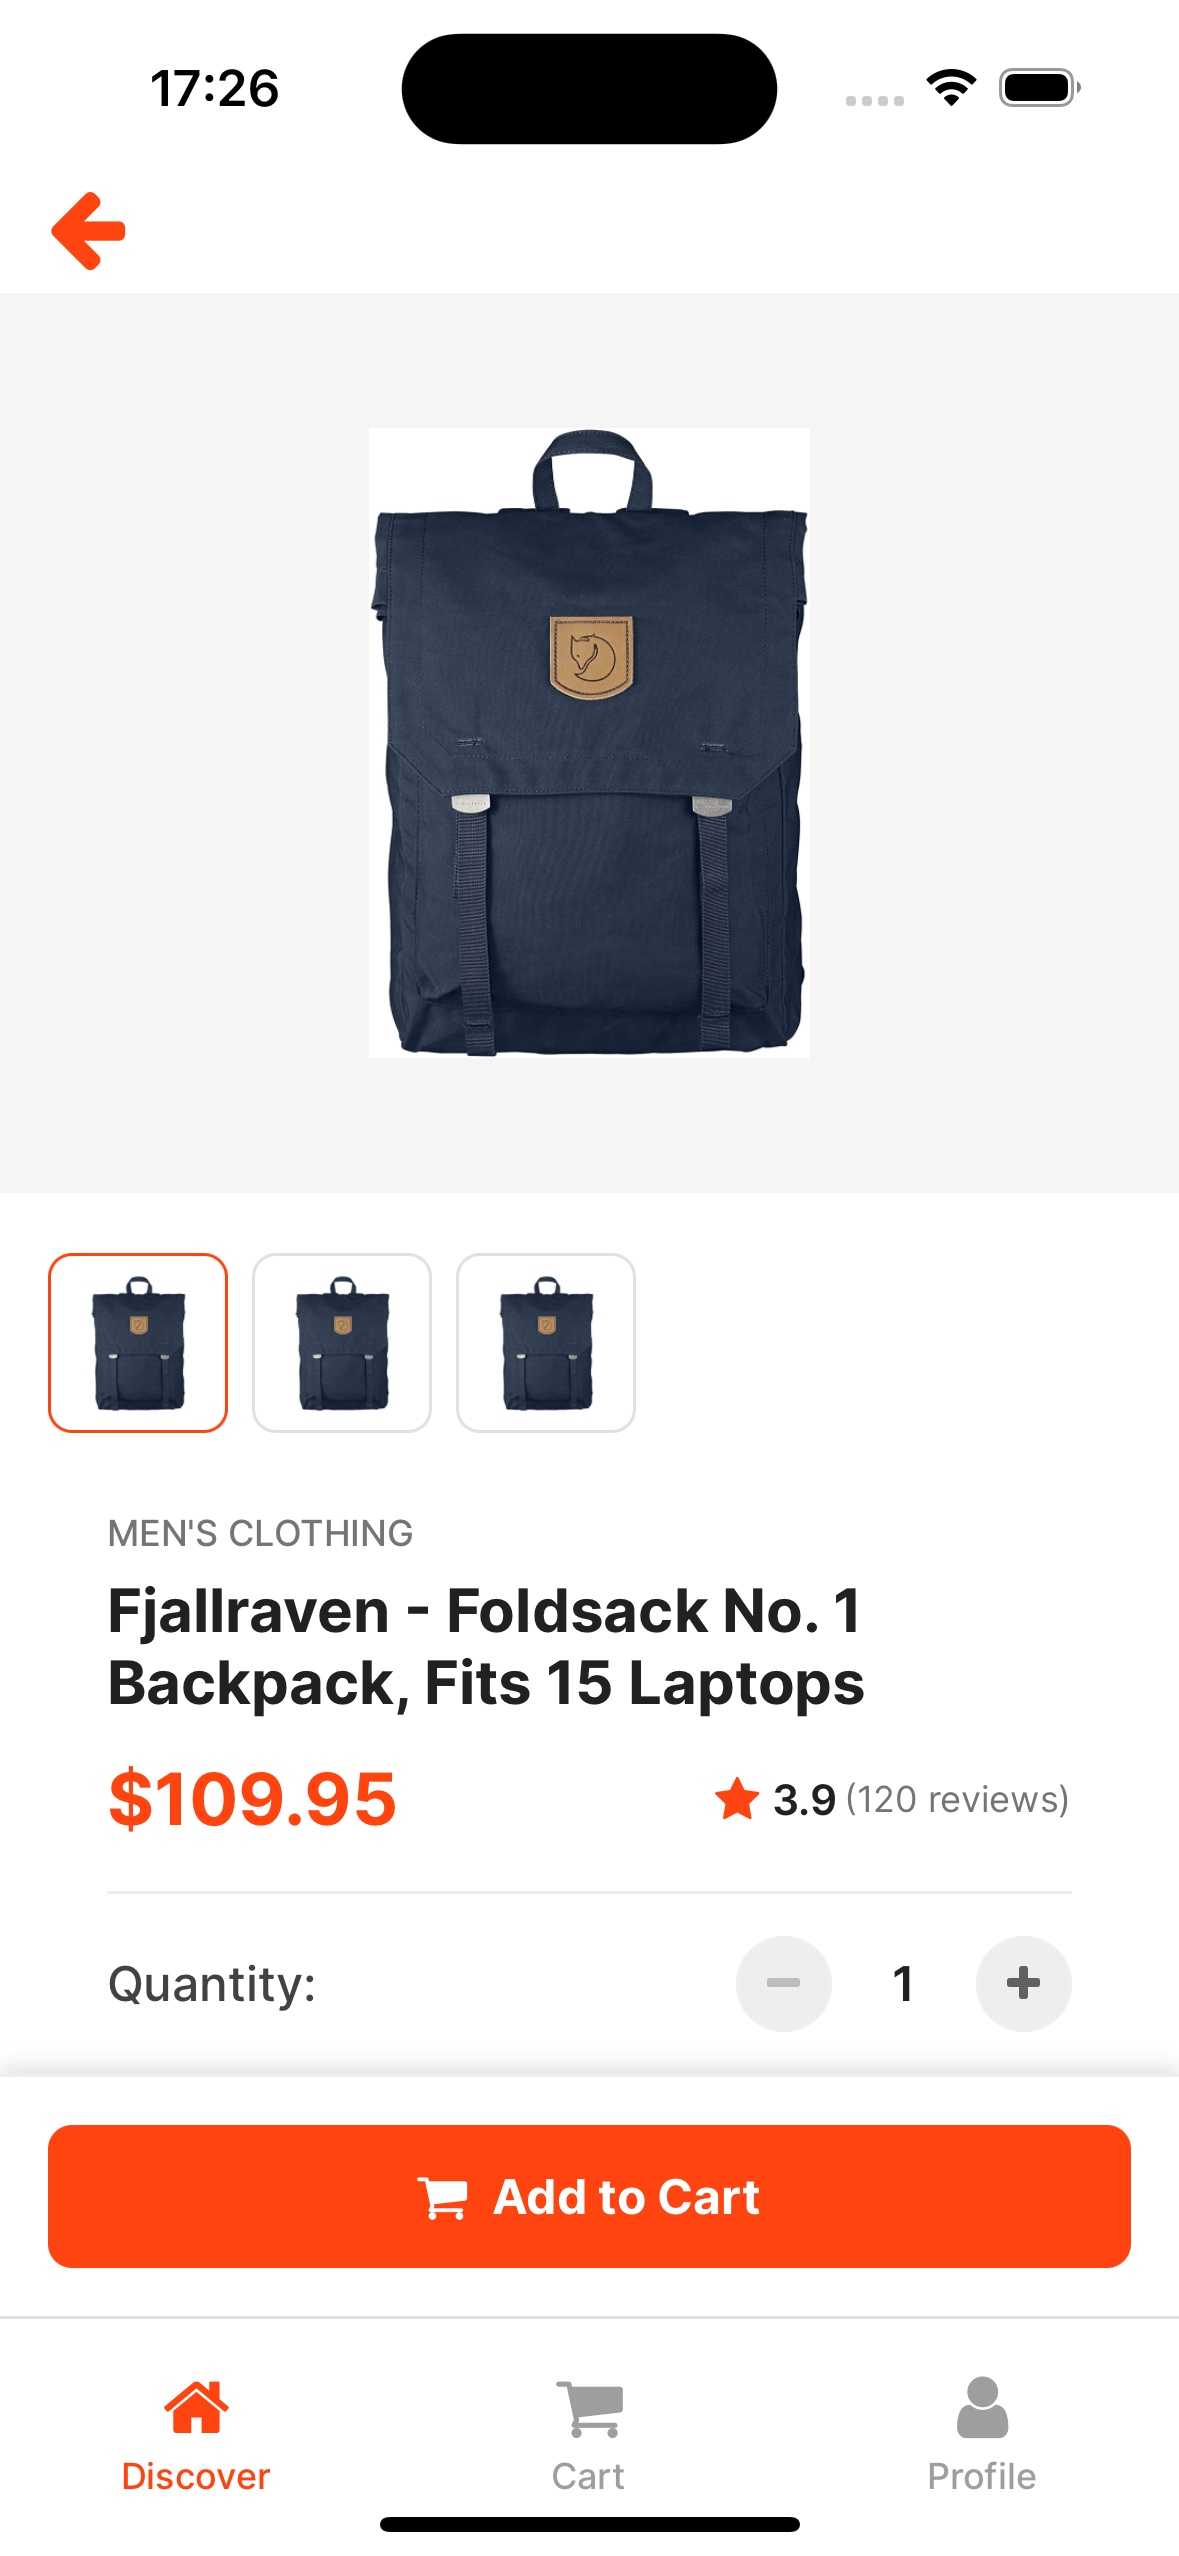 17:26
MEN'S CLOTHING
Fjallraven - Foldsack No. 1
Backpack, Fits 15 Laptops
$109.95
3.9 (120 reviews)
Quantity:
1
Add to Cart
Discover
Cart
Profile